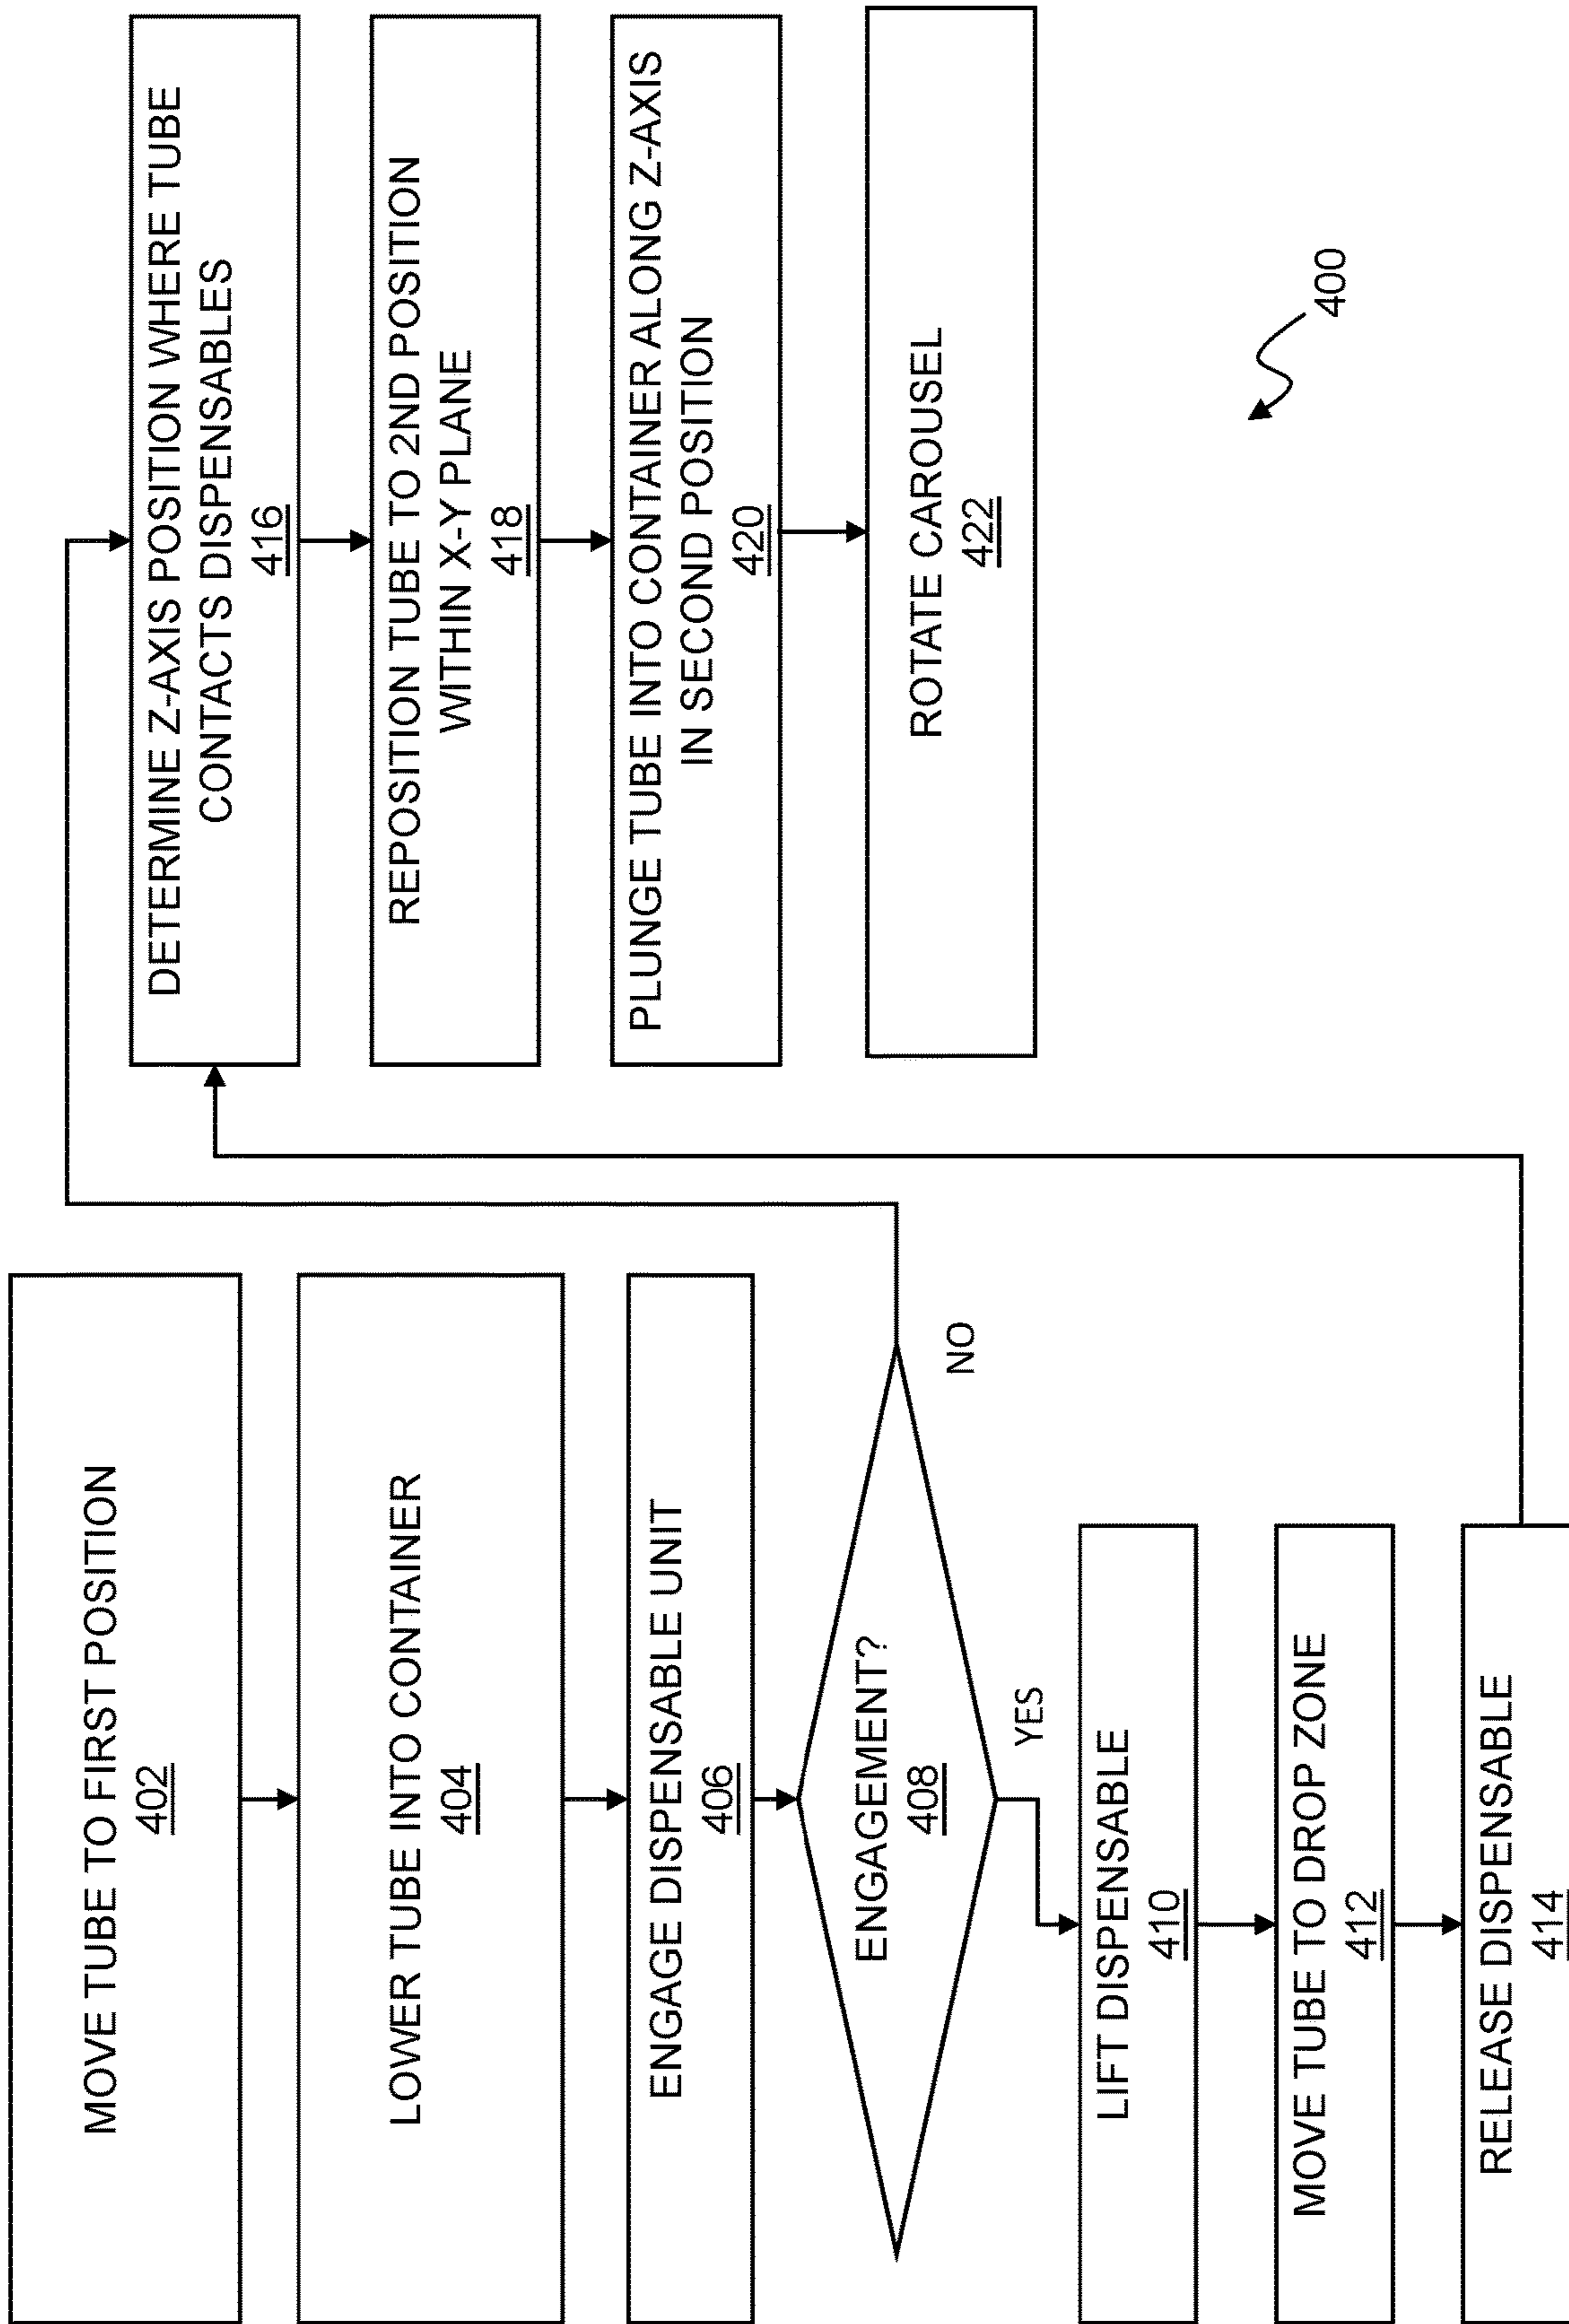 MOVE TUBE TO FIRST POSITION
402
LOWER TUBE INTO CONTAINER
404
ENGAGE DISPENSABLE UNIT
406
ENGAGEMENT?
408
NO
YES
LIFT DISPENSABLE
410
MOVE TUBE TO DROP ZONE
412
RELEASE DISPENSABLE
414
DETERMINE Z-AXIS POSITION WHERE TUBE
CONTACTS DISPENSABLES
416
REPOSITION TUBE TO 2ND POSITION
WITHIN X-Y PLANE
418
PLUNGE TUBE INTO CONTAINER ALONG Z-AXIS
IN SECOND POSITION
420
ROTATE CAROUSEL
422
400